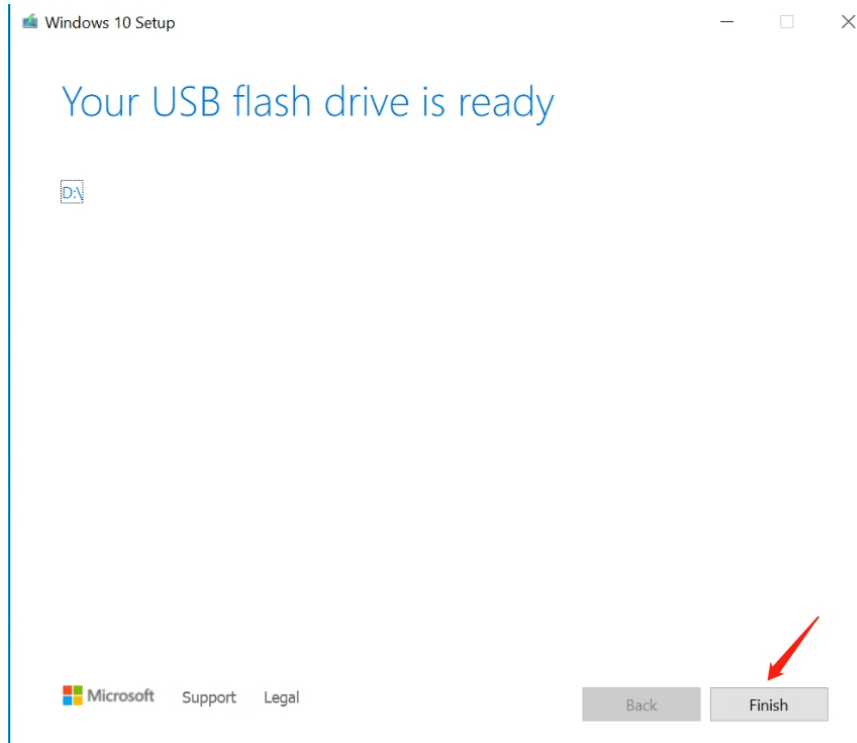 Windows 10 Setup
Your USB flash drive is ready
D:\
Microsoft Support Legal
Back Finish